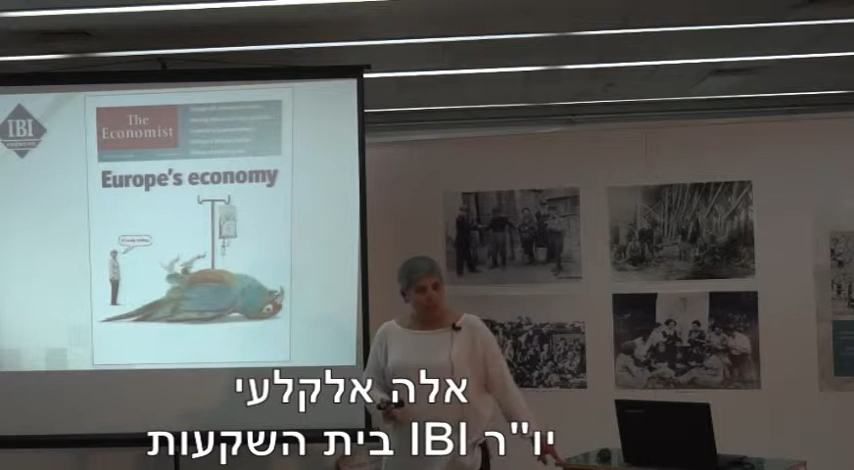 IBI
The
Economist
Europe's economy
אלה אלקלעי
יו"ר IBI בית השקעות